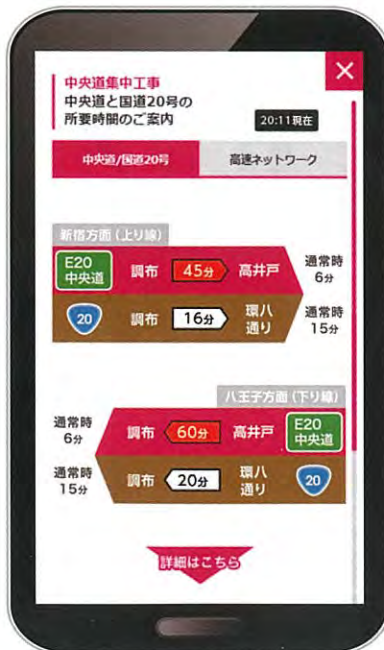 中央道集中工事
中央道と国道20号の
所要時間のご案内
20:11現在
中央道/国道20号
高速ネットワーク
新宿方面(上り線)
E20
中央道
調布
45分
高井戸
通常時
6分
20
調布
16分
環八
通り
通常時
15分
八王子方面(下り線)
通常時
6分
調布
60分
高井戸
E20
中央道
通常時
15分
調布
20分
環八
通り
20
詳細はこちら